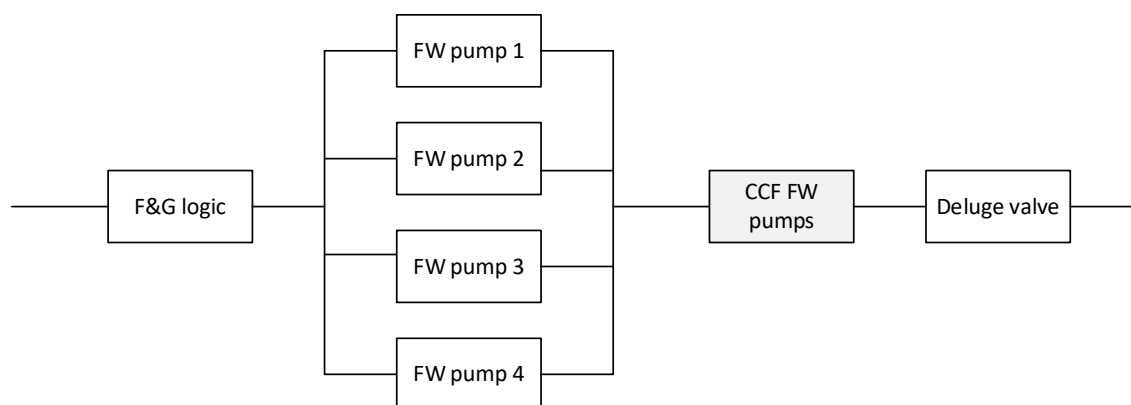 FW pump 1
FW pump 2
F&G logic
CCF FW
pumps
Deluge valve
FW pump 3
FW pump 4